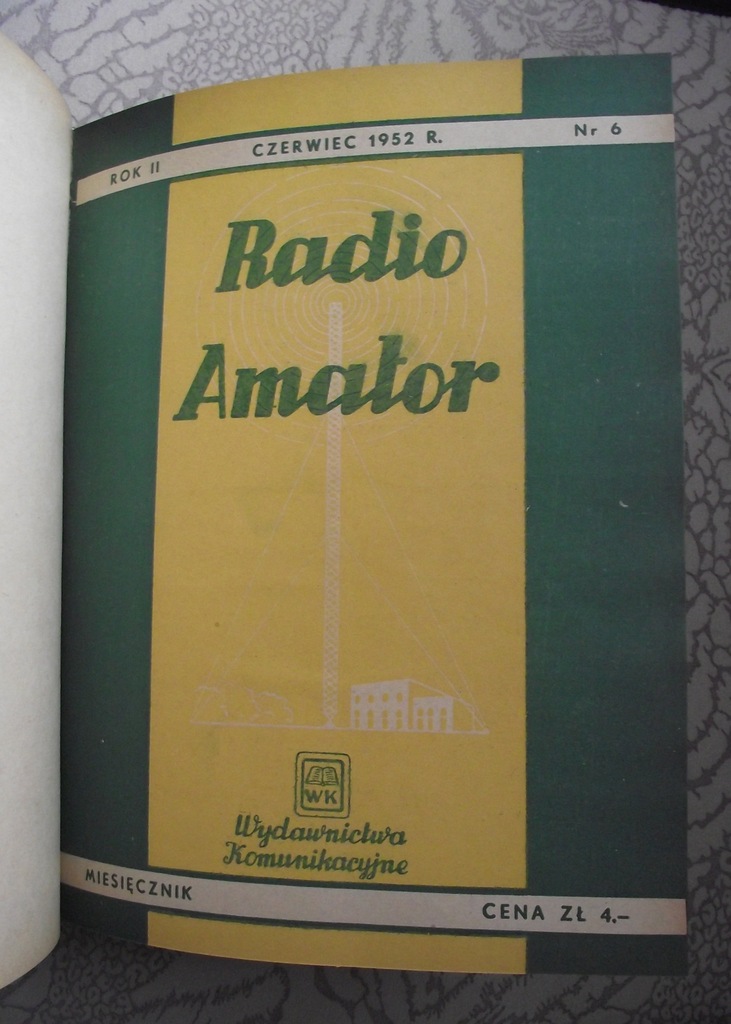 ROK II CZERWIEC 1952 R. Nr 6
Radio
Amator
WK
Wydawnictwa
Komunikacyjne
MIESIĘCZNIK CENA ZŁ 4.–